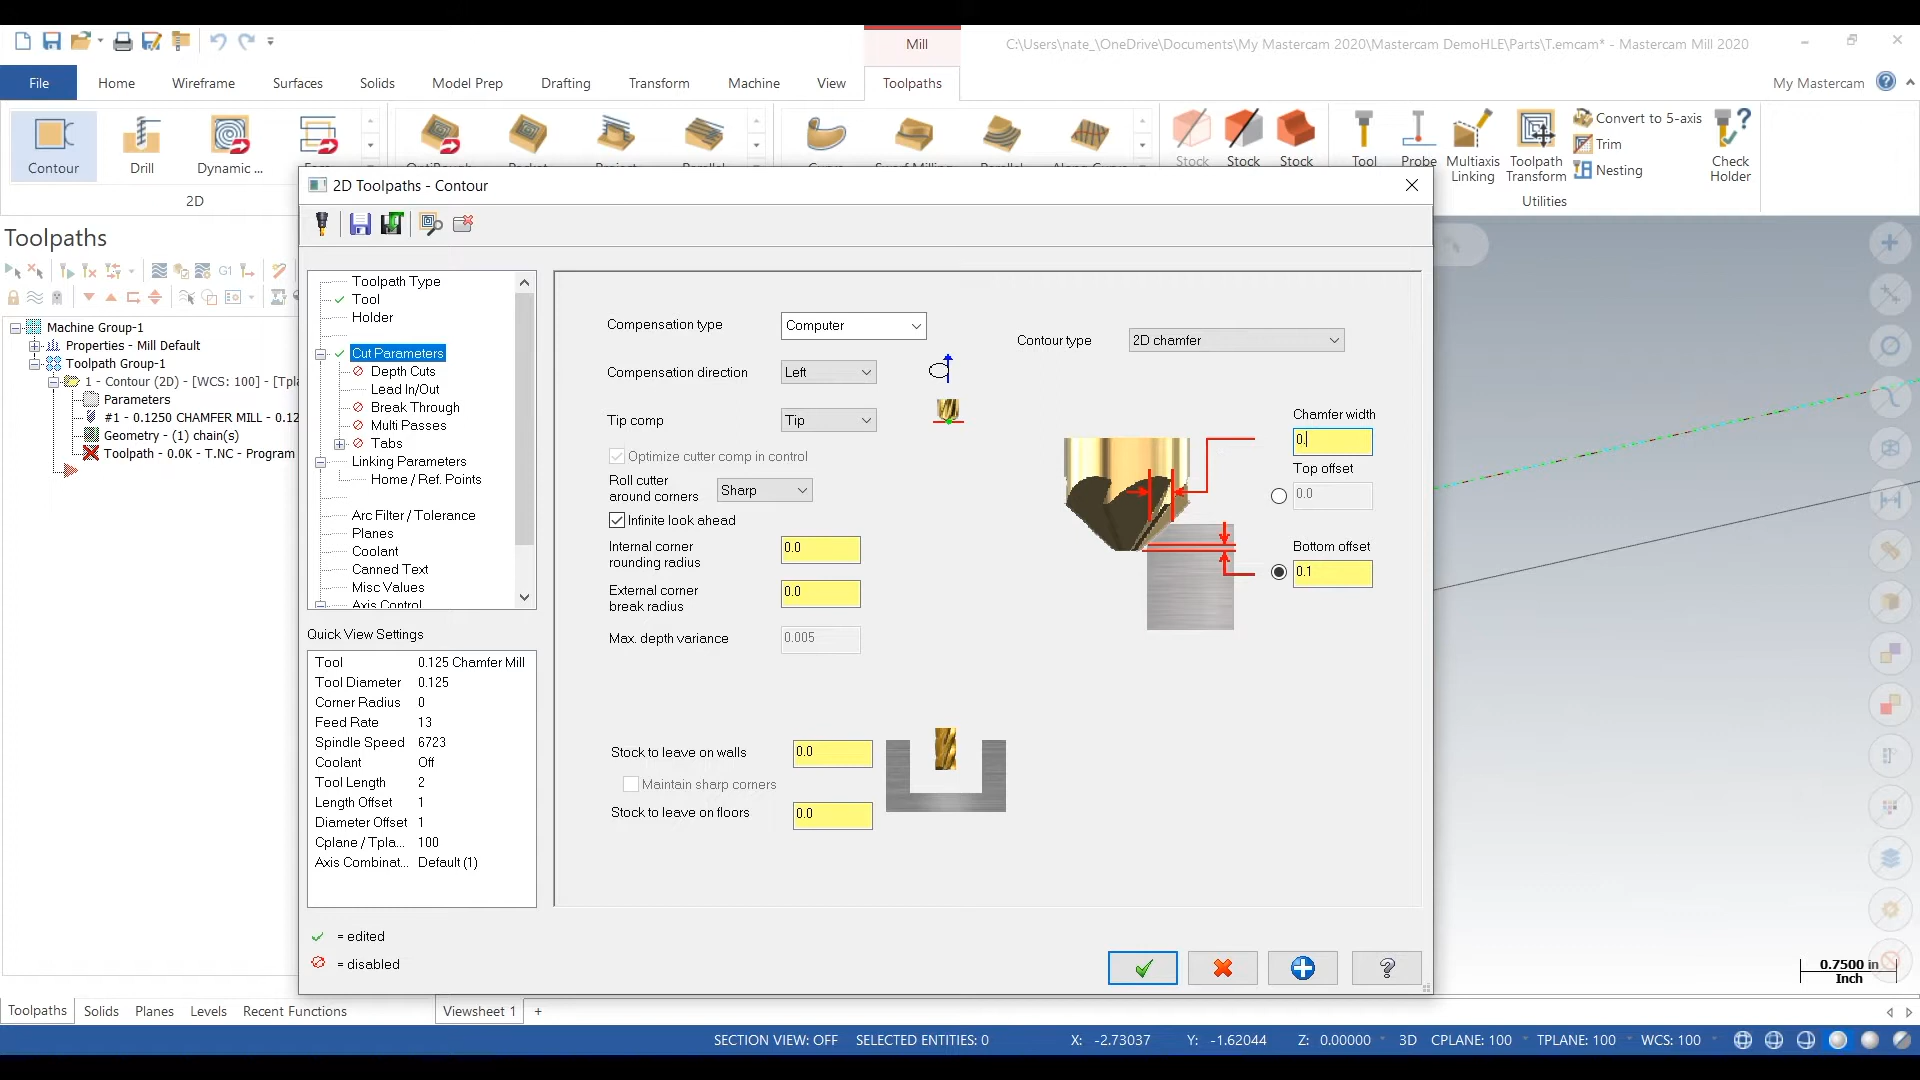 Mill
C:\Users\nate_\OneDrive\Documents\My Mastercam 2020\Mastercam DemoHLE\Parts\T.emcam* - Mastercam Mill 2020
File
Home
Wireframe
Surfaces
Solids
Model Prep
Drafting
Transform
Machine
View
Toolpaths
My Mastercam
Contour
Drill
Dynamic ...
2D
Stock
Stock
Stock
Tool
Probe
Multiaxis
Linking
Toolpath
Transform
Convert to 5-axis
Trim
Nesting
Check
Holder
Utilities
Toolpaths
G1
Machine Group-1
Properties - Mill Default
Toolpath Group-1
1 - Contour (2D) - [WCS: 100] - [Tpl
Parameters
#1 - 0.1250 CHAMFER MILL - 0.12
Geometry - (1) chain(s)
Toolpath - 0.0K - T.NC - Program
2D Toolpaths - Contour
Toolpath Type
Tool
Holder
Cut Parameters
Depth Cuts
Lead In/Out
Break Through
Multi Passes
Tabs
Linking Parameters
Home / Ref. Points
Arc Filter / Tolerance
Planes
Coolant
Canned Text
Misc Values
Axis Control
Quick View Settings
Tool 0.125 Chamfer Mill
Tool Diameter 0.125
Corner Radius 0
Feed Rate 13
Spindle Speed 6723
Coolant Off
Tool Length 2
Length Offset 1
Diameter Offset 1
Cplane / Tpla... 100
Axis Combinat... Default (1)
= edited
= disabled
Compensation type Computer
Compensation direction Left
Tip comp Tip
Optimize cutter comp in control
Roll cutter
around corners Sharp
Infinite look ahead
Internal corner
rounding radius 0.0
External corner
break radius 0.0
Max. depth variance 0.005
Stock to leave on walls 0.0
Maintain sharp corners
Stock to leave on floors 0.0
Contour type 2D chamfer
Chamfer width
0.
Top offset
0.0
Bottom offset
0.1
?
0.7500 in
Inch
Toolpaths
Solids
Planes
Levels
Recent Functions
Viewsheet 1
+
SECTION VIEW: OFF
SELECTED ENTITIES: 0
X: -2.73037
Y: -1.62044
Z: 0.00000
3D
CPLANE: 100
TPLANE: 100
WCS: 100